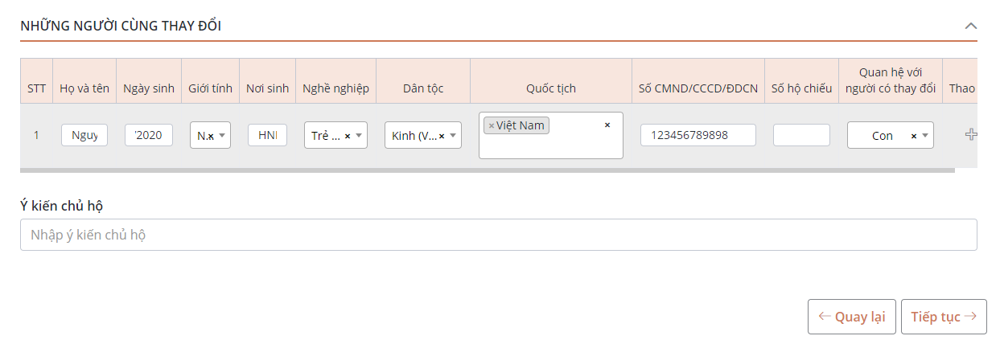 NHỮNG NGƯỜI CÙNG THAY ĐỔI
STT Họ và tên Ngày sinh Giới tính Nơi sinh Nghề nghiệp Dân tộc Quốc tịch Số CMND/CCCD/ĐDCN Số hộ chiếu Quan hệ với người có thay đổi Thao
1 Nguy /2020 N... × HNI Trẻ ... × Kinh (V... × × Việt Nam × 123456789898 Con ×
Ý kiến chủ hộ
Nhập ý kiến chủ hộ
← Quay lại Tiếp tục →